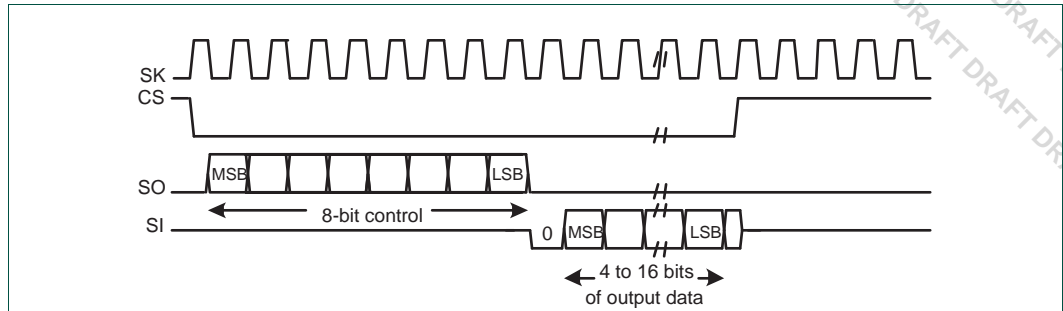 SK
CS
SO
MSB
LSB
8-bit control
SI
0
MSB
LSB
4 to 16 bits
of output data
DRAFT DRAFT DRAFT DR
DRAFT